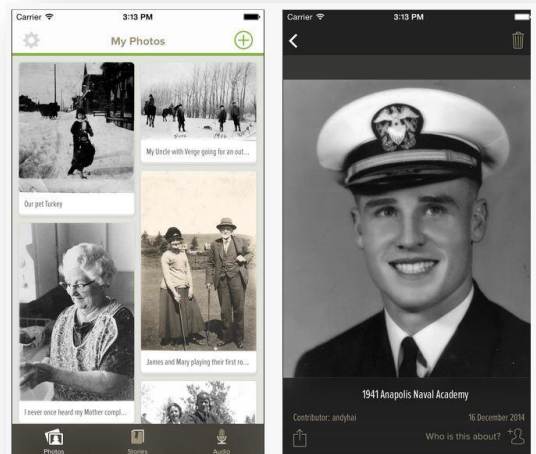 Carrier 3:13 PM
My Photos
Our pet Turkey
My Uncle with Verge going for an out...
I never once heard my Mother compl...
James and Mary playing their first ro...
Photos Stories Audio
Carrier 3:13 PM
1941 Anapolis Naval Academy
Contributor: andyhai 16 December 2014
Who is this about?